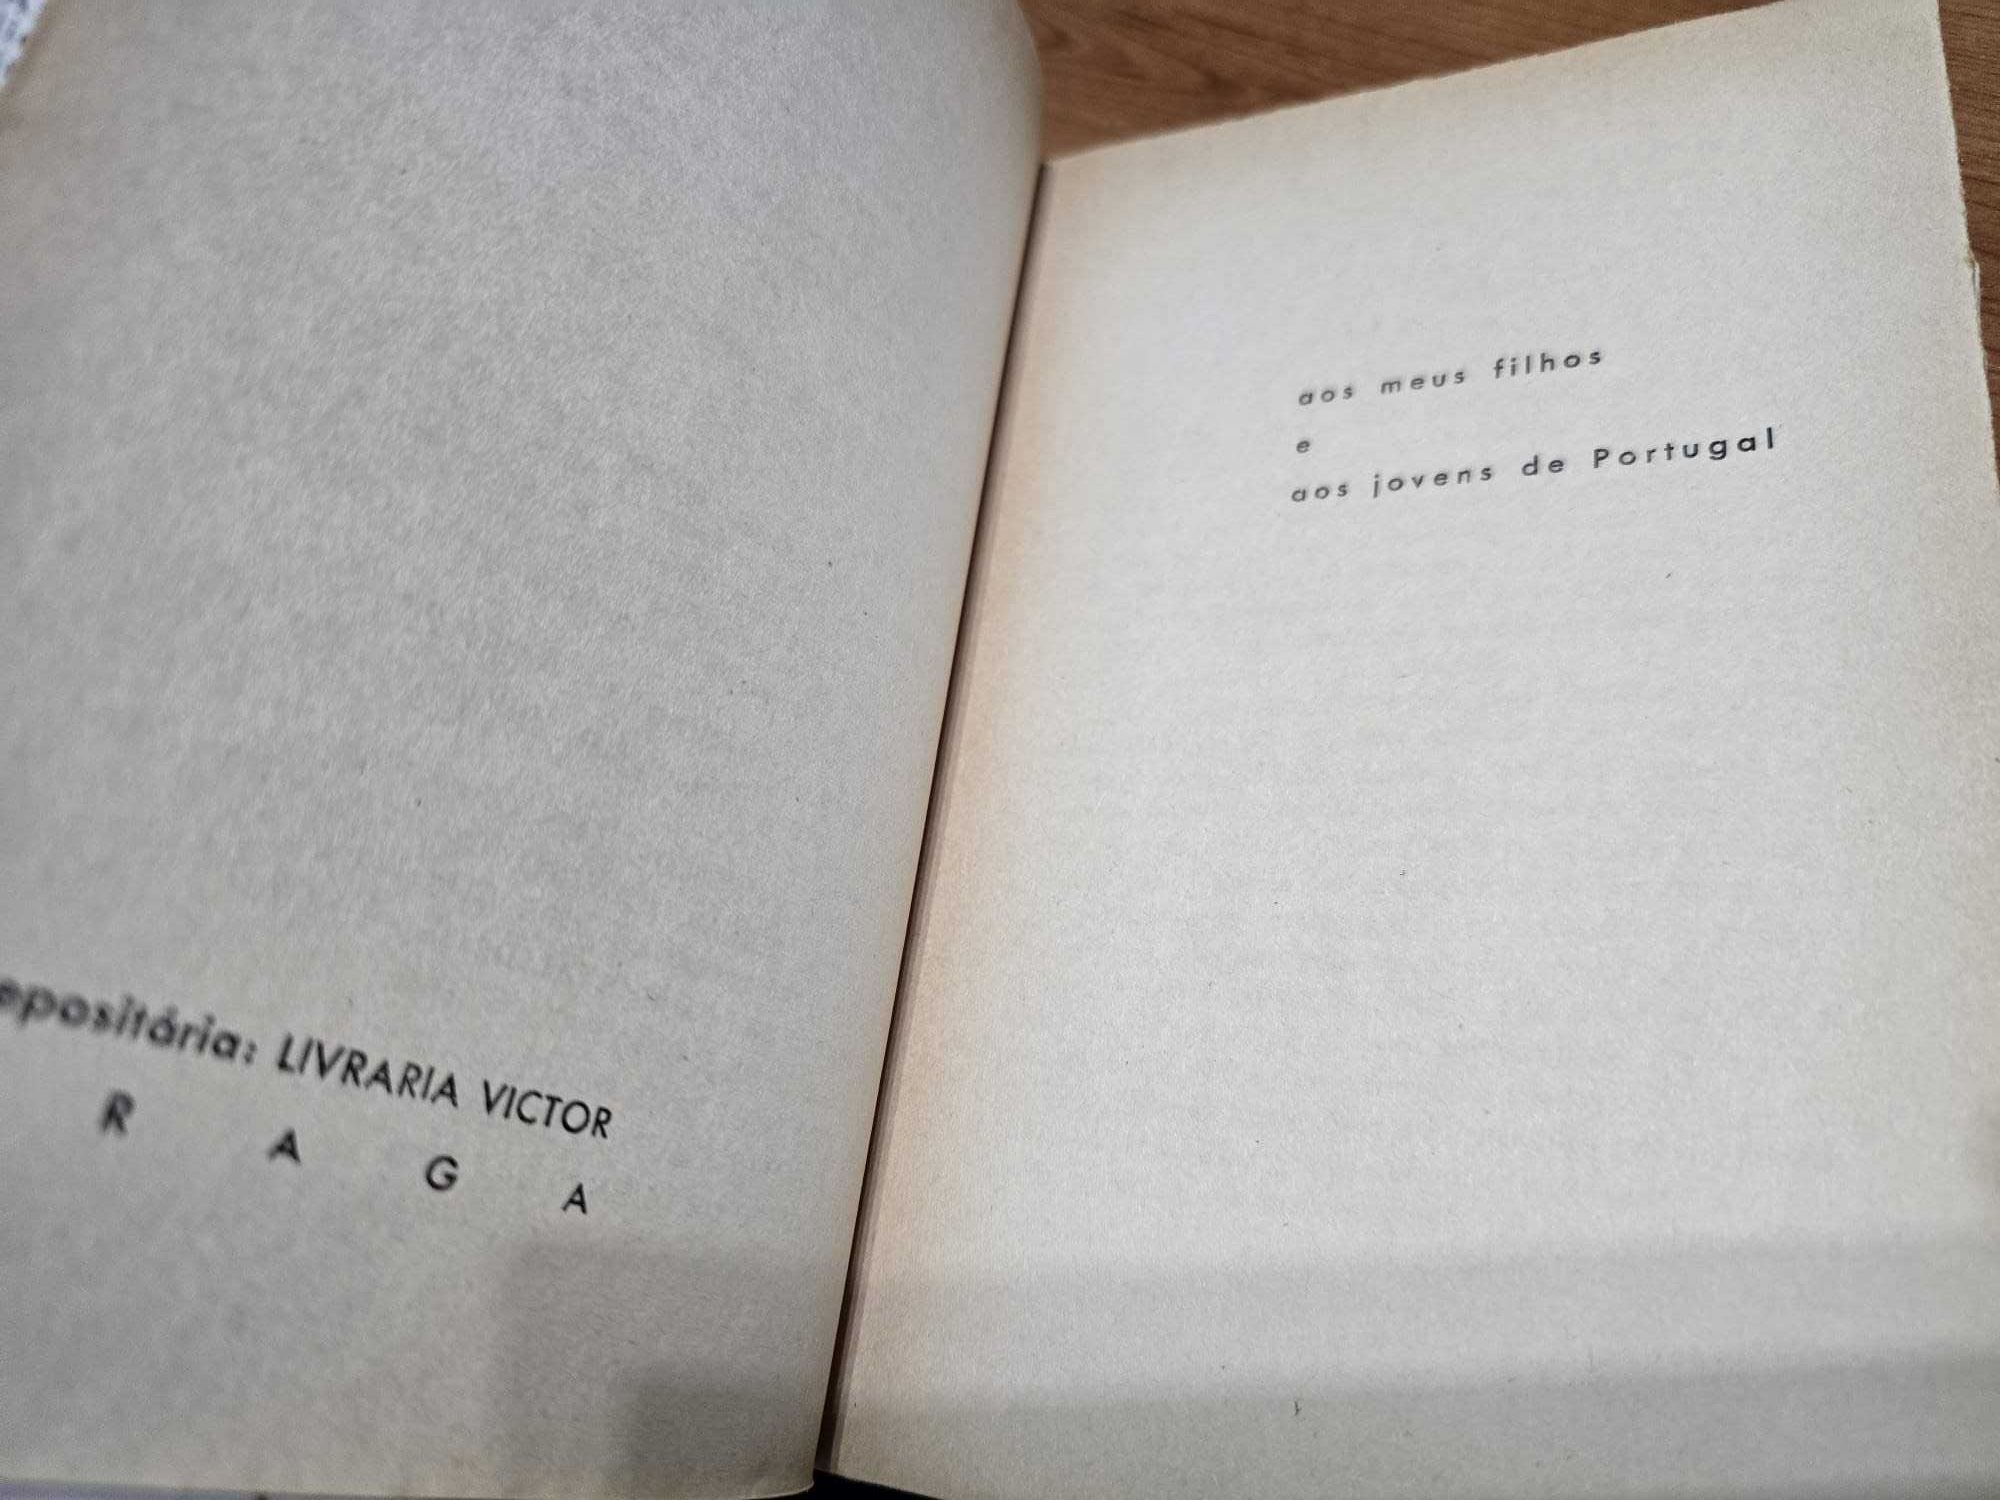 epositária: LIVRARIA VICTOR
R A G A
aos meus filhos
e
aos jovens de Portugal